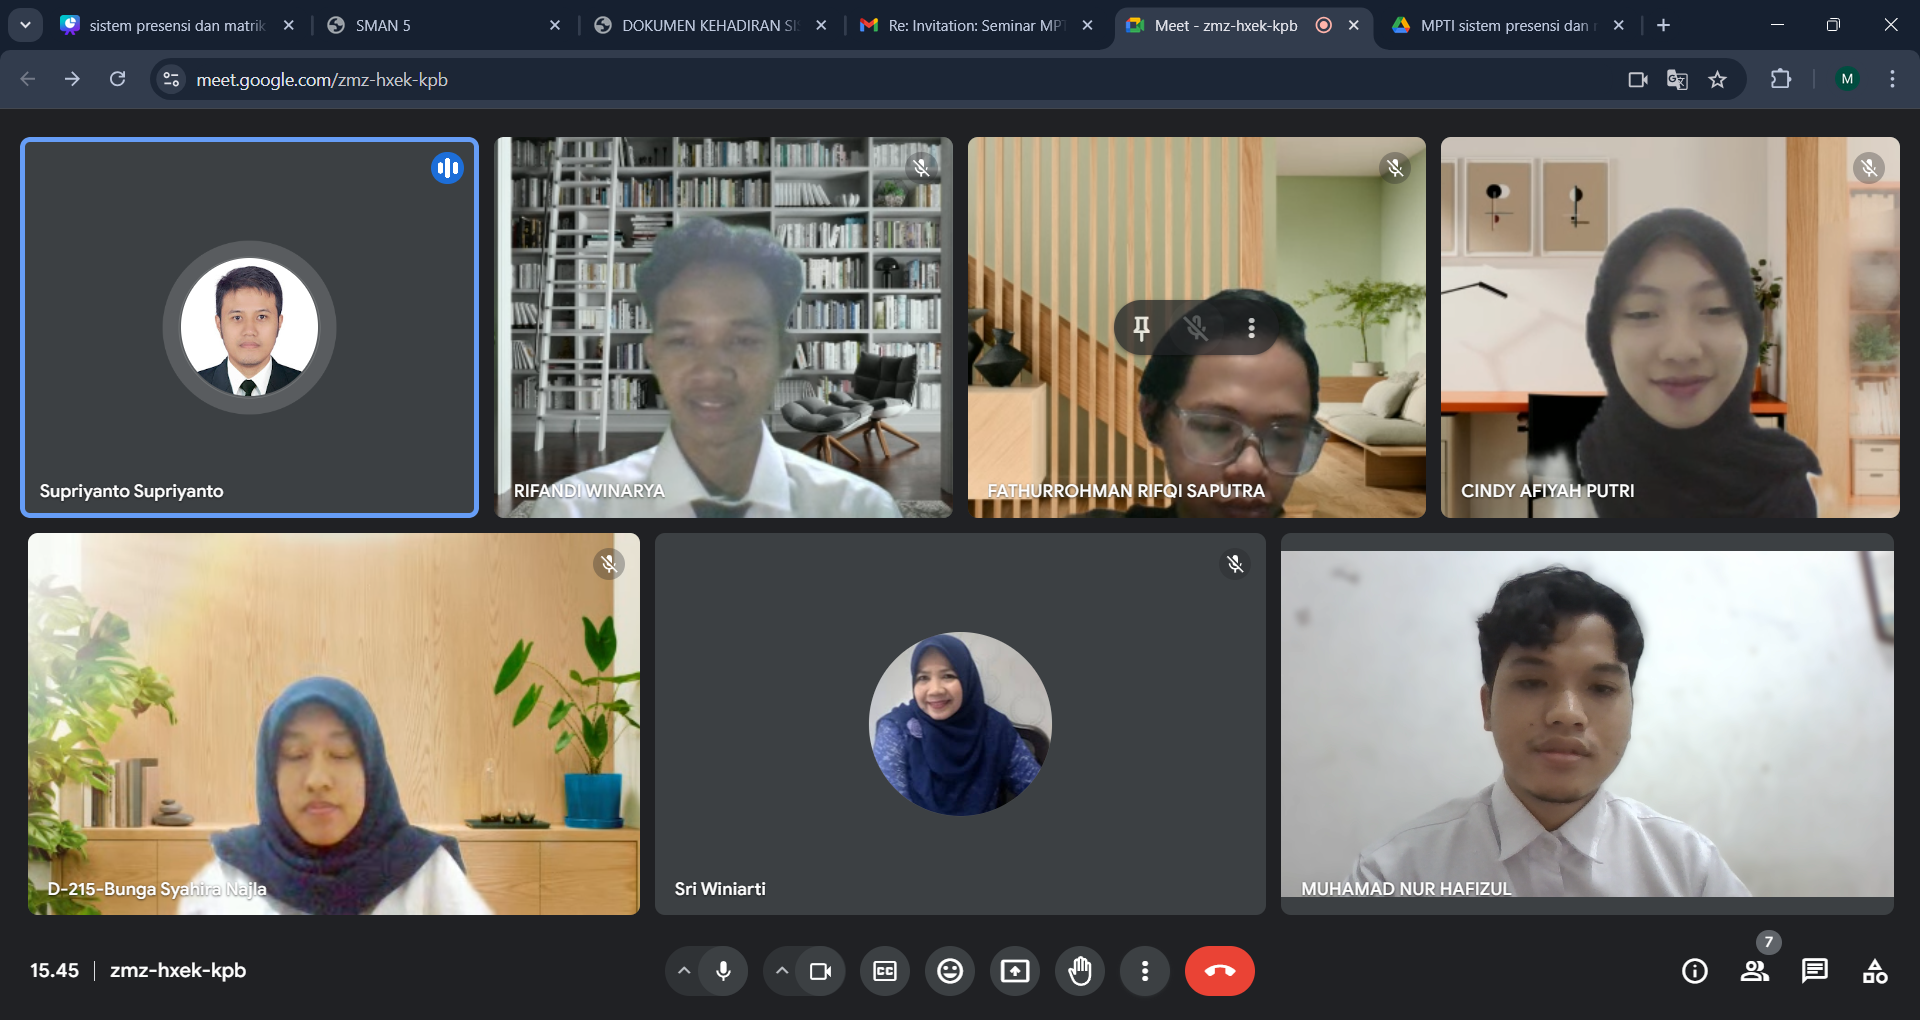 sistem presensi dan matrik
SMAN 5
DOKUMEN KEHADIRAN SIS
Re: Invitation: Seminar MPT
Meet - zmz-hxek-kpb
MPTI sistem presensi dan r
meet.google.com/zmz-hxek-kpb
M
Supriyanto Supriyanto
RIFANDI WINARYA
FATHURROHMAN RIFQI SAPUTRA
CINDY AFIYAH PUTRI
D-215-Bunga Syahira Najla
Sri Winiarti
MUHAMAD NUR HAFIZUL
15.45
zmz-hxek-kpb
CC
7